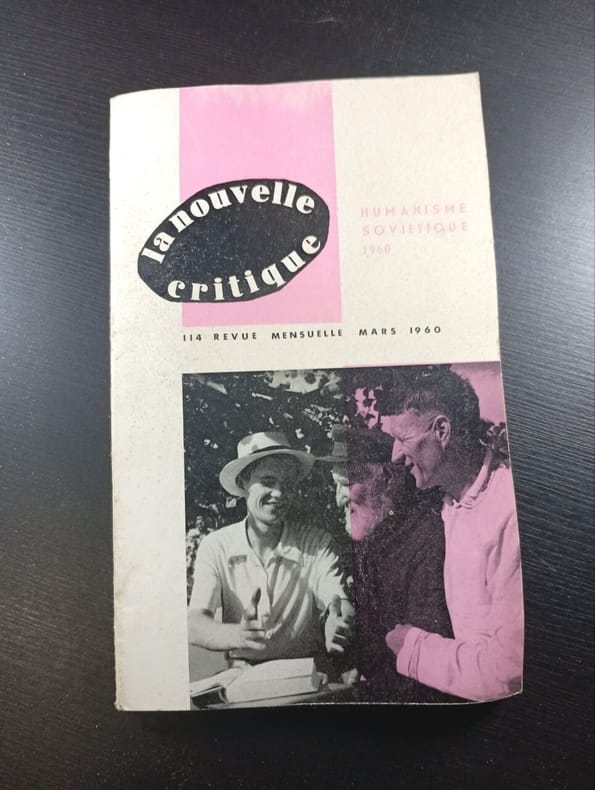 la nouvelle
critique
HUMANISME
SOVIETIQUE
1960
114 REVUE MENSUELLE MARS 1960